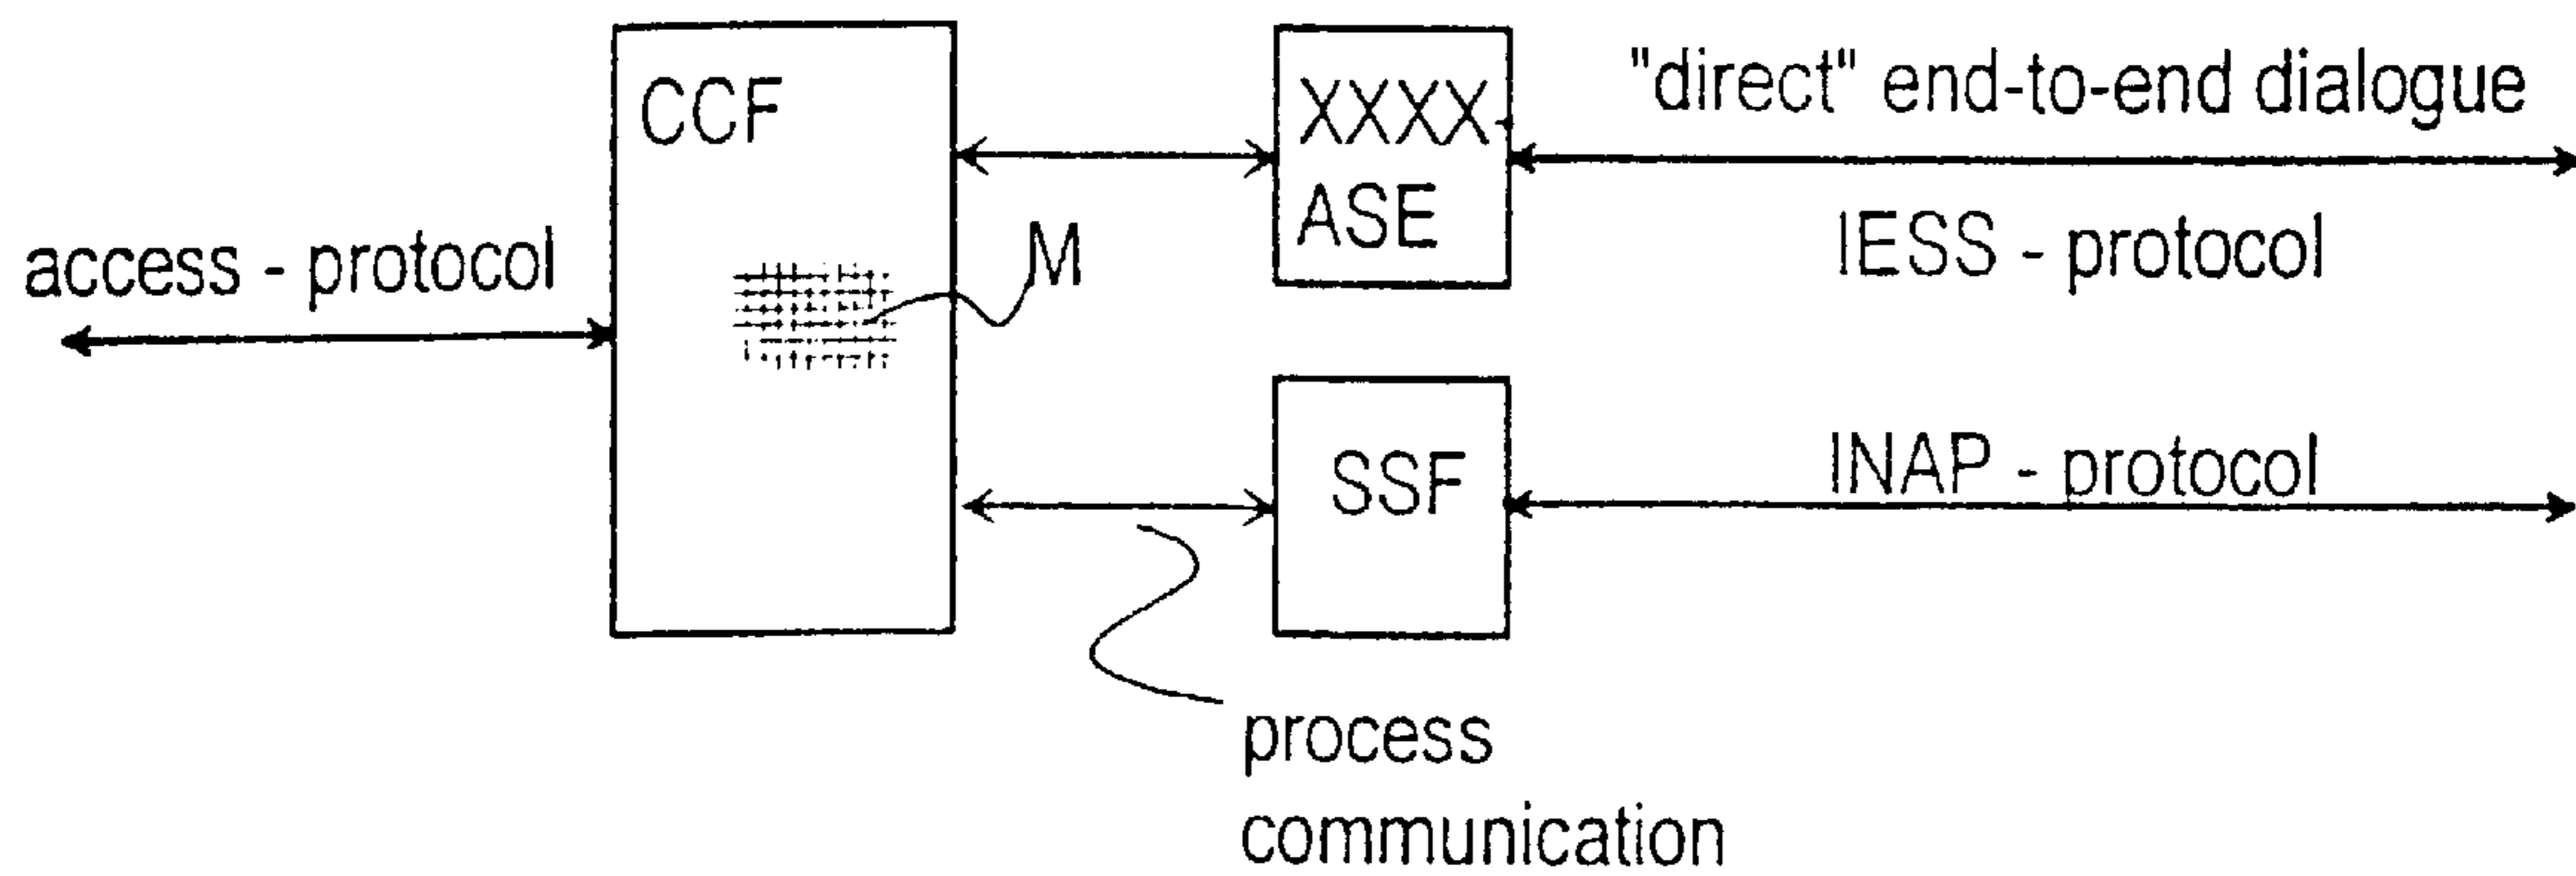 CCF
XXXX-
ASE
"direct" end-to-end dialogue
IESS - protocol
access - protocol
M
SSF
INAP - protocol
process
communication